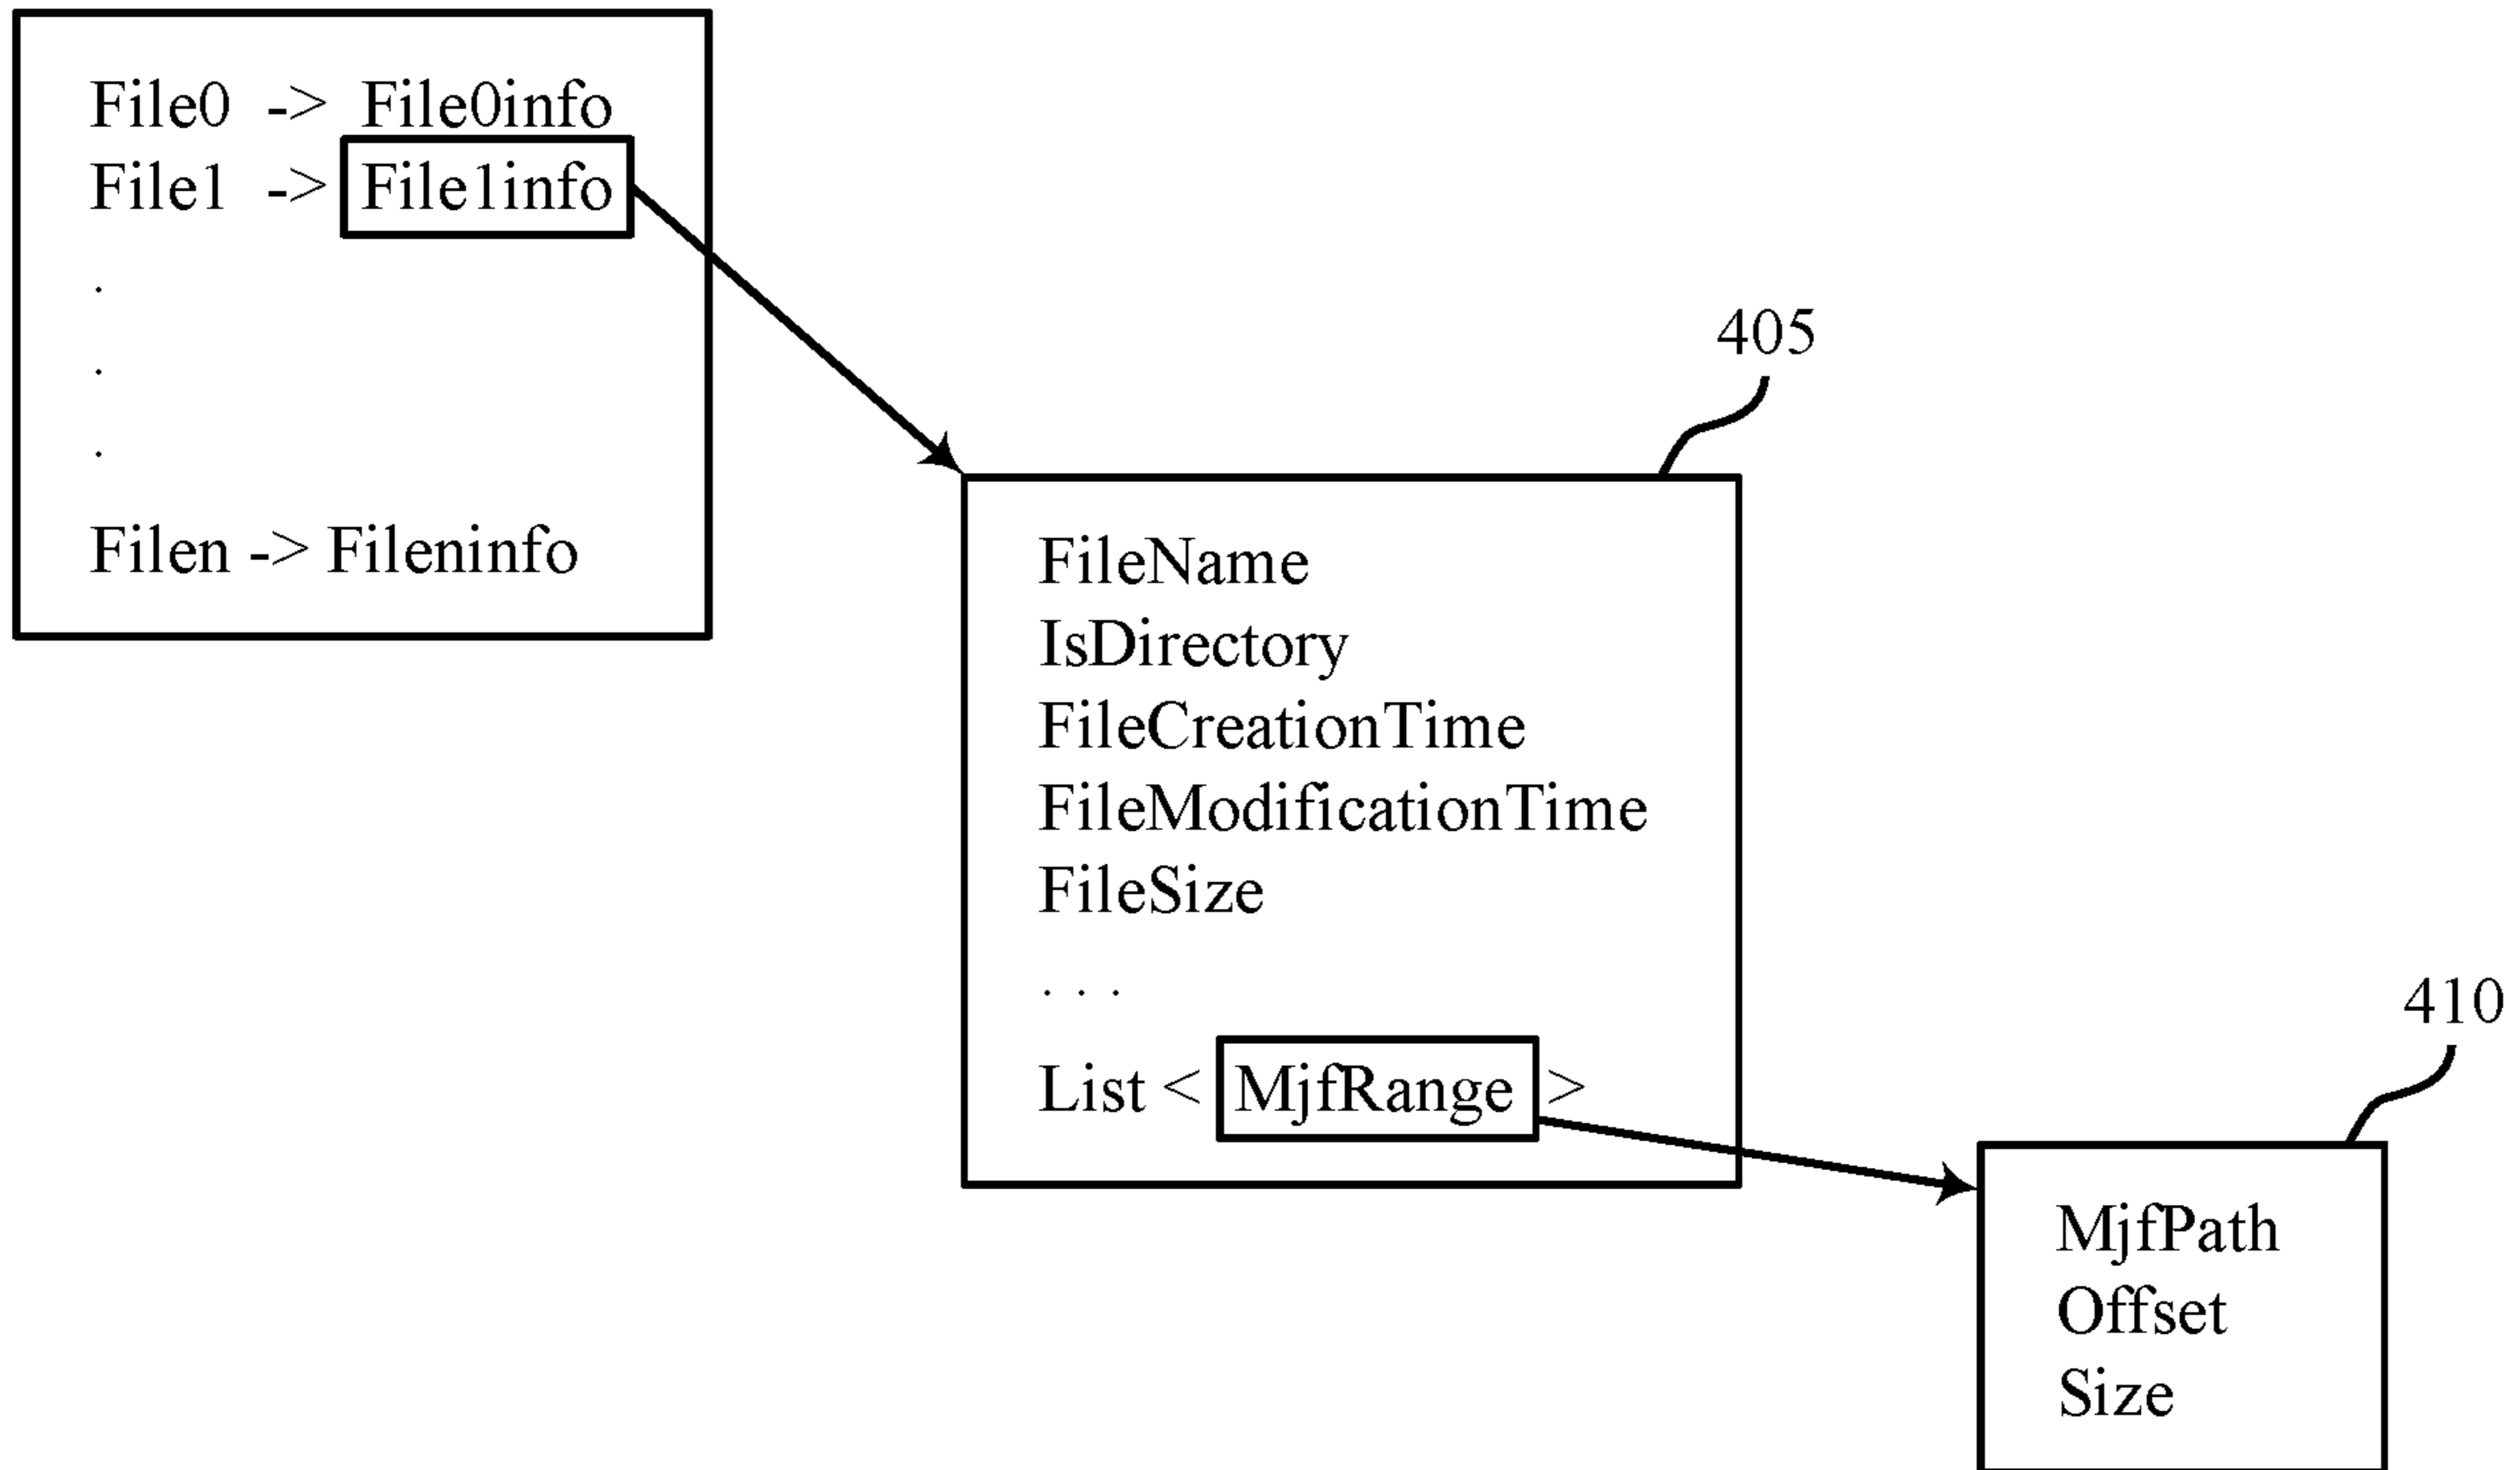 File0 -> File0info
File1 -> File1info
.
.
.
Filen -> Fileninfo
405
FileName
IsDirectory
FileCreationTime
FileModificationTime
FileSize
. . .
List < MjfRange >
410
MjfPath
Offset
Size